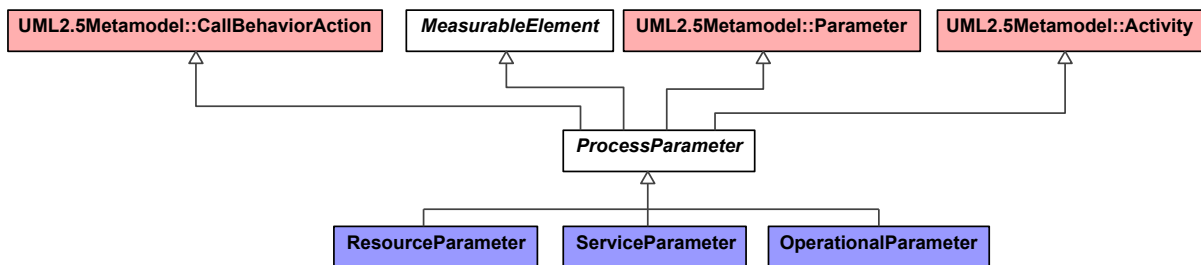 UML2.5Metamodel::CallBehaviorAction
MeasurableElement
UML2.5Metamodel::Parameter
UML2.5Metamodel::Activity
ProcessParameter
ResourceParameter
ServiceParameter
OperationalParameter